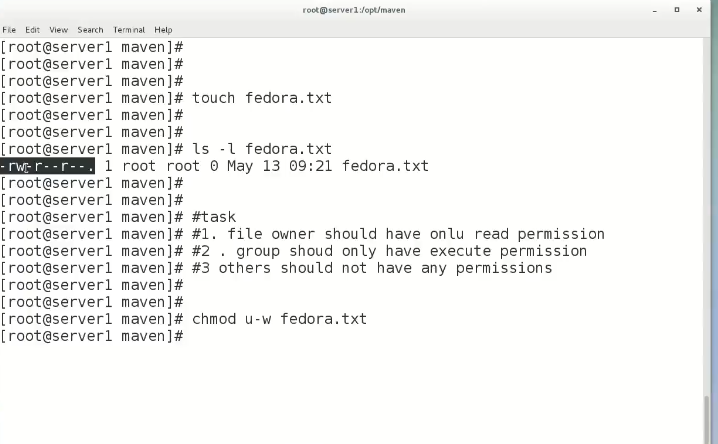 root@server1:/opt/maven
File Edit View Search Terminal Help
[root@server1 maven]#
[root@server1 maven]#
[root@server1 maven]#
[root@server1 maven]# touch fedora.txt
[root@server1 maven]#
[root@server1 maven]#
[root@server1 maven]# ls -l fedora.txt
-rw-r--r--. 1 root root 0 May 13 09:21 fedora.txt
[root@server1 maven]#
[root@server1 maven]#
[root@server1 maven]# #task
[root@server1 maven]# #1. file owner should have onlu read permission
[root@server1 maven]# #2 . group shoud only have execute permission
[root@server1 maven]# #3 others should not have any permissions
[root@server1 maven]#
[root@server1 maven]#
[root@server1 maven]# chmod u-w fedora.txt
[root@server1 maven]#